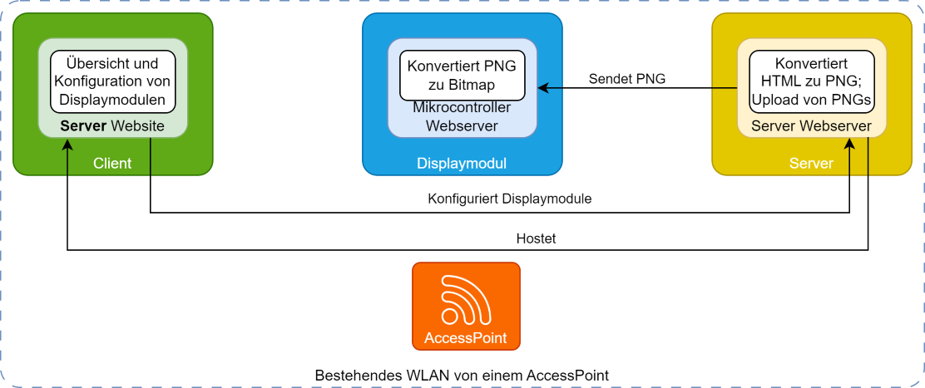 Übersicht und
Konfiguration von
Displaymodulen
Server Website
Client
Konvertiert PNG
zu Bitmap
Mikrocontroller
Webserver
Displaymodul
Sendet PNG
Konvertiert
HTML zu PNG;
Upload von PNGs
Server Webserver
Server
Konfiguriert Displaymodule
Hostet
AccessPoint
Bestehendes WLAN von einem AccessPoint